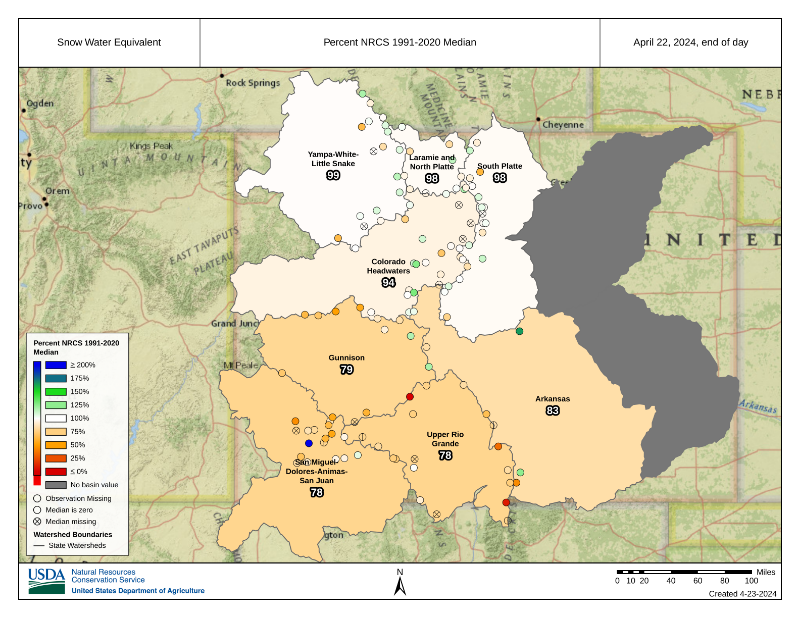 Snow Water Equivalent
Percent NRCS 1991-2020 Median
April 22, 2024, end of day
Rock Springs
Ogden
Cheyenne
Kings Peak
UINTA MOUNTAINS
Orem
Provo
EAST TAVAPUTS
PLATEAU
MEDICINE
UNITED
Yampa-White-
Little Snake
99
Laramie and
North Platte
98
South Platte
98
Colorado
Headwaters
94
Grand Junct
Gunnison
79
Arkansas
83
Arkansas
Upper Rio
Grande
78
San Miguel-
Dolores-Animas-
San Juan
78
gton
Percent NRCS 1991-2020
Median
≥ 200%
175%
150%
125%
100%
75%
50%
25%
≤ 0%
No basin value
Observation Missing
Median is zero
Median missing
Watershed Boundaries
State Watersheds
USDA
Natural Resources
Conservation Service
United States Department of Agriculture
N
Miles
0 10 20 40 60 80 100
Created 4-23-2024